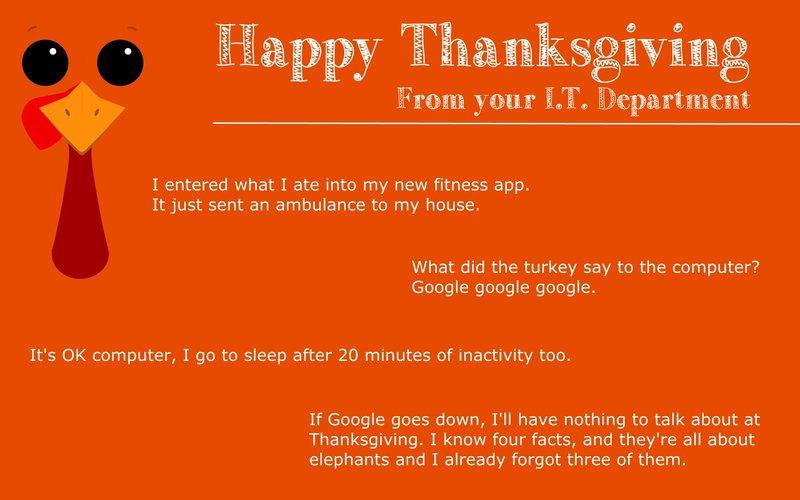 Happy Thanksgiving
From your I.T. Department
I entered what I ate into my new fitness app.
It just sent an ambulance to my house.
What did the turkey say to the computer?
Google google google.
It's OK computer, I go to sleep after 20 minutes of inactivity too.
If Google goes down, I'll have nothing to talk about at
Thanksgiving. I know four facts, and they're all about
elephants and I already forgot three of them.